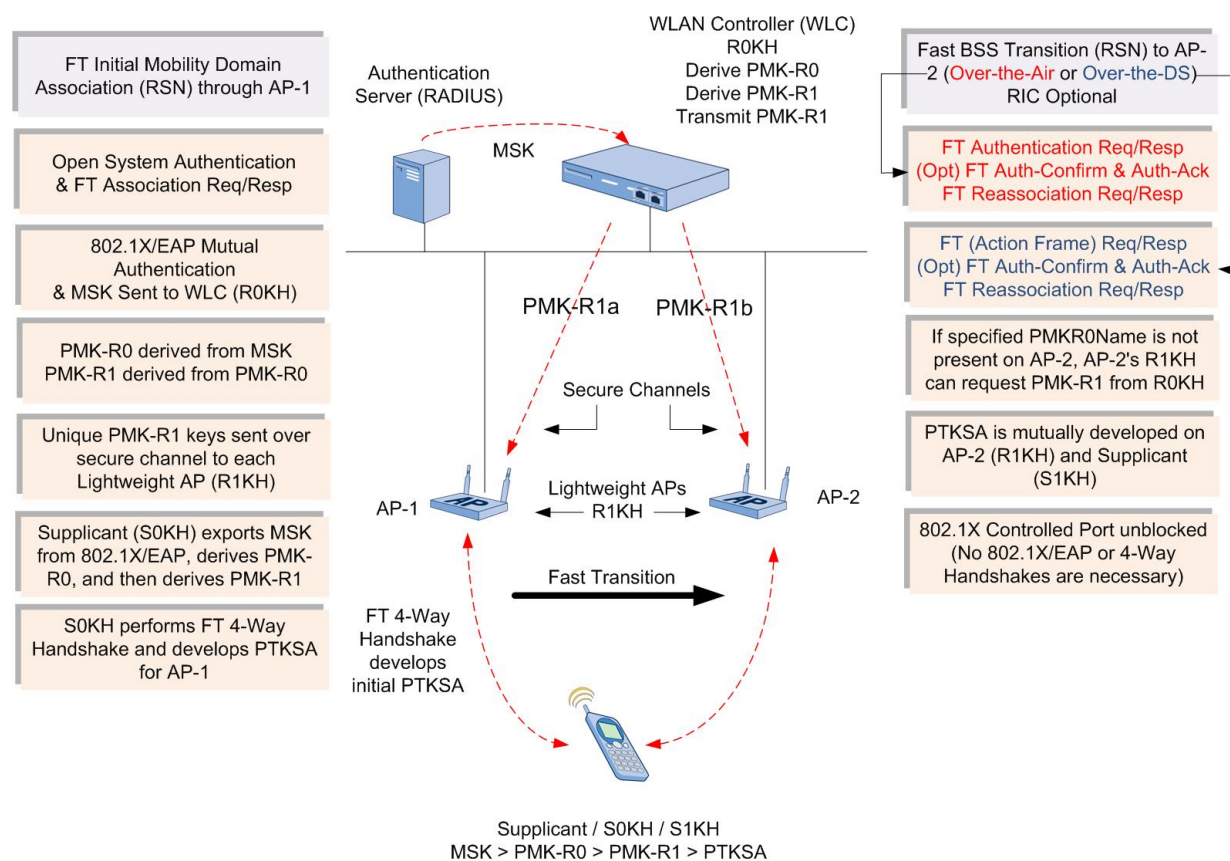 FT Initial Mobility Domain
Association (RSN) through AP-1
Open System Authentication
& FT Association Req/Resp
802.1X/EAP Mutual
Authentication
& MSK Sent to WLC (R0KH)
PMK-R0 derived from MSK
PMK-R1 derived from PMK-R0
Unique PMK-R1 keys sent over
secure channel to each
Lightweight AP (R1KH)
Supplicant (S0KH) exports MSK
from 802.1X/EAP, derives PMK-
R0, and then derives PMK-R1
S0KH performs FT 4-Way
Handshake and develops PTKSA
for AP-1
Authentication
Server (RADIUS)
WLAN Controller (WLC)
R0KH
Derive PMK-R0
Derive PMK-R1
Transmit PMK-R1
MSK
PMK-R1a
PMK-R1b
Secure Channels
AP
AP
AP-1
Lightweight APs
R1KH
AP-2
Fast Transition
FT 4-Way
Handshake
develops
initial PTKSA
Supplicant / S0KH / S1KH
MSK > PMK-R0 > PMK-R1 > PTKSA
Fast BSS Transition (RSN) to AP-
2 (Over-the-Air or Over-the-DS)
RIC Optional
FT Authentication Req/Resp
(Opt) FT Auth-Confirm & Auth-Ack
FT Reassociation Req/Resp
FT (Action Frame) Req/Resp
(Opt) FT Auth-Confirm & Auth-Ack
FT Reassociation Req/Resp
If specified PMKR0Name is not
present on AP-2, AP-2's R1KH
can request PMK-R1 from R0KH
PTKSA is mutually developed on
AP-2 (R1KH) and Supplicant
(S1KH)
802.1X Controlled Port unblocked
(No 802.1X/EAP or 4-Way
Handshakes are necessary)